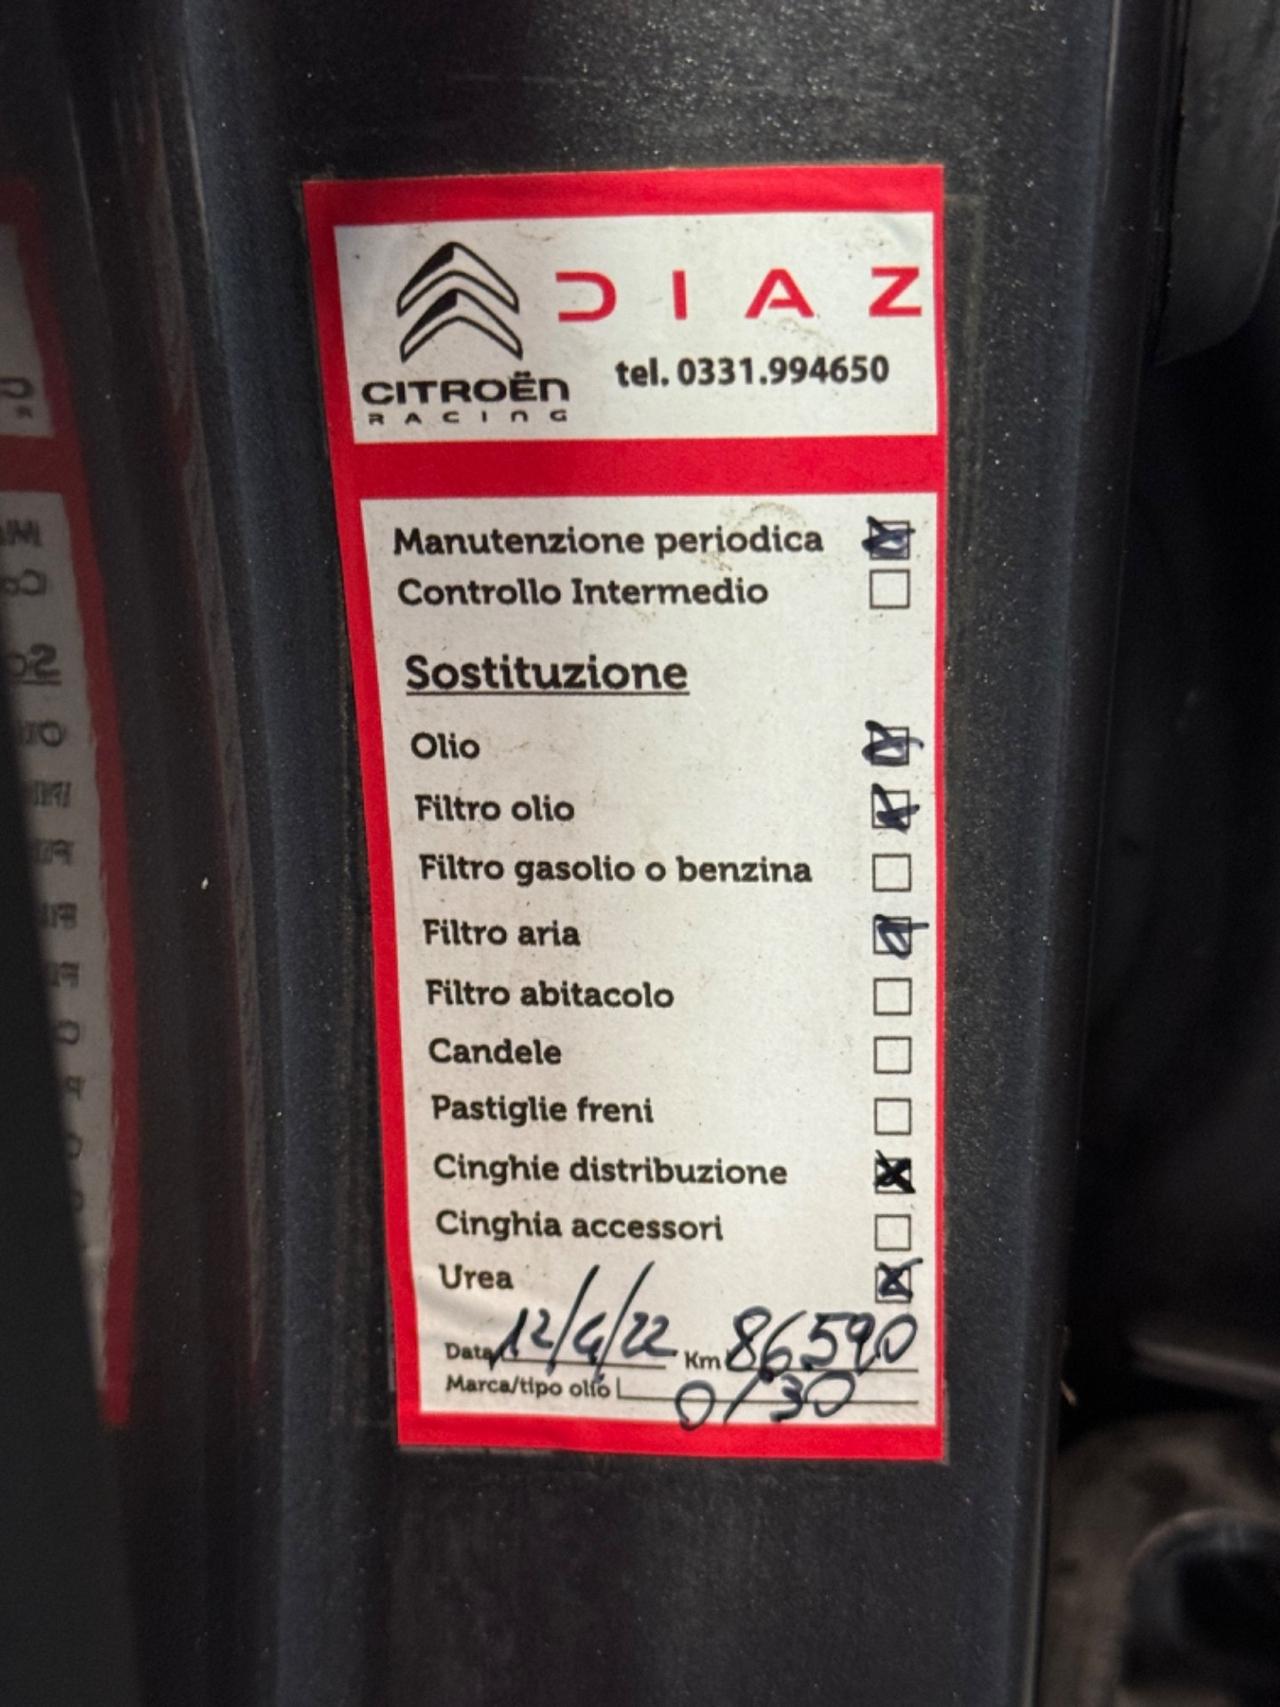 DIAZ
tel. 0331.994650
CITROËN
RACING
Manutenzione periodica
Controllo Intermedio
Sostituzione
Olio
Filtro olio
Filtro gasolio o benzina
Filtro aria
Filtro abitacolo
Candele
Pastiglie freni
Cinghie distribuzione
Cinghia accessori
Urea
Data 12/4/22 Km 86590
Marca/tipo olio 0/30